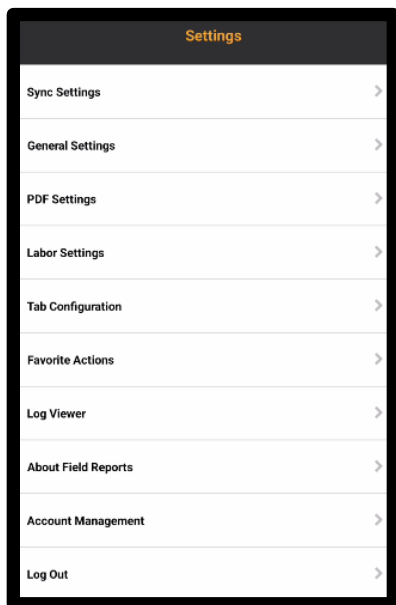 Settings
Sync Settings
General Settings
PDF Settings
Labor Settings
Tab Configuration
Favorite Actions
Log Viewer
About Field Reports
Account Management
Log Out